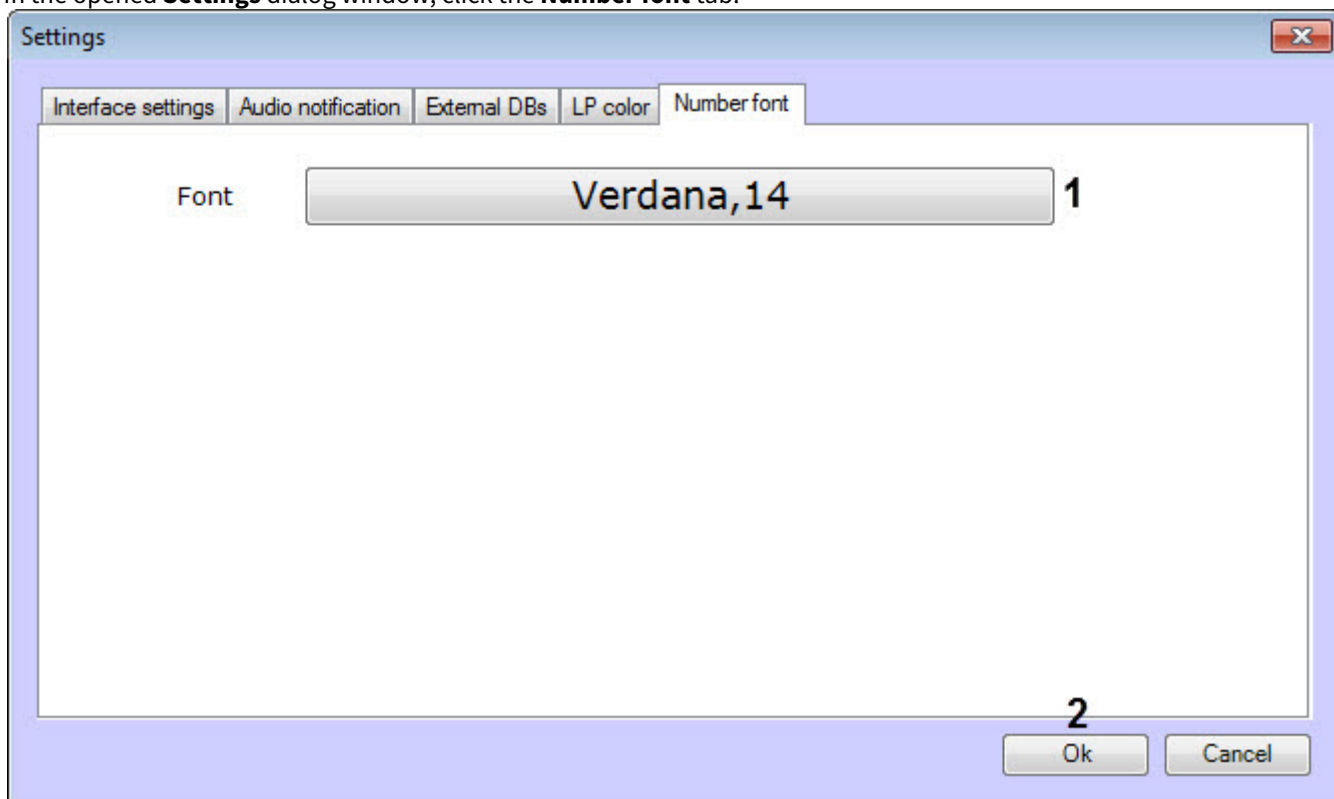 In the opened Settings dialog window, click the Number font tab.
Settings
Interface settings Audio notification External DBs LP color Number font
Font Verdana,14 1
2
Ok Cancel